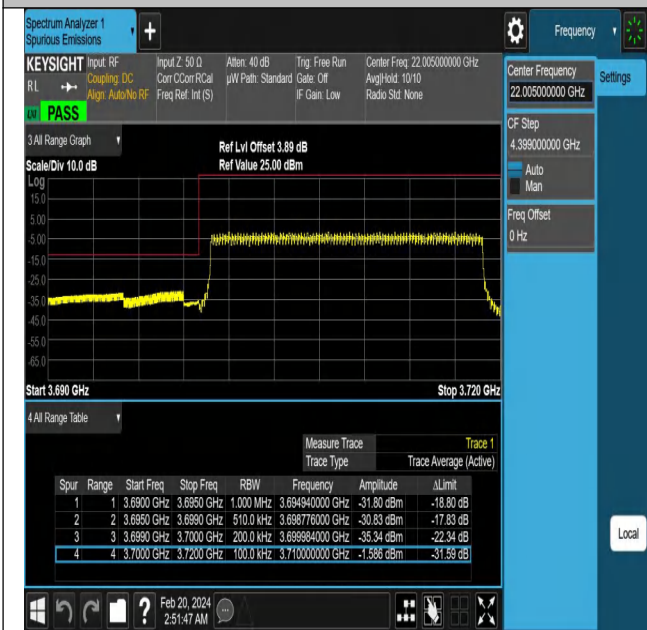 Spectrum Analyzer 1
Spurious Emissions
+
Frequency
KEYSIGHT
RL
Input: RF
Coupling: DC
Align: Auto/No RF
Input Z: 50 Ω
Corr CCorr RCal
Freq Ref: Int (S)
Atten: 40 dB
µW Path: Standard
Trig: Free Run
Gate: Off
IF Gain: Low
Center Freq: 22.005000000 GHz
Avg|Hold: 10/10
Radio Std: None
LXI PASS
Center Frequency
22.005000000 GHz
Settings
CF Step
4.399000000 GHz
Auto
Man
Freq Offset
0 Hz
3 All Range Graph
Scale/Div 10.0 dB
Ref Lvl Offset 3.89 dB
Ref Value 25.00 dBm
Log
15.0
5.00
-5.00
-15.0
-25.0
-35.0
-45.0
-55.0
-65.0
Start 3.690 GHz Stop 3.720 GHz
4 All Range Table
Measure Trace Trace 1
Trace Type Trace Average (Active)
Spur Range Start Freq Stop Freq RBW Frequency Amplitude ΔLimit
1 1 3.6900 GHz 3.6950 GHz 1.000 MHz 3.694940000 GHz -31.80 dBm -18.80 dB
2 2 3.6950 GHz 3.6990 GHz 510.0 kHz 3.698776000 GHz -30.83 dBm -17.83 dB
3 3 3.6990 GHz 3.7000 GHz 200.0 kHz 3.699984000 GHz -35.34 dBm -22.34 dB
4 4 3.7000 GHz 3.7200 GHz 100.0 kHz 3.710000000 GHz -1.586 dBm -31.59 dB
Local
?
Feb 20, 2024
2:51:47 AM